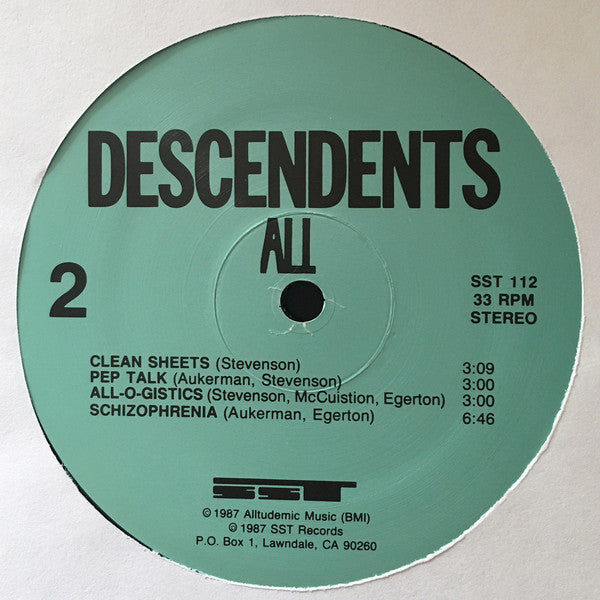 DESCENDENTS
ALL
2
SST 112
33 RPM
STEREO
CLEAN SHEETS (Stevenson) 3:09
PEP TALK (Aukerman, Stevenson) 3:00
ALL-O-GISTICS (Stevenson, McCuistion, Egerton) 3:00
SCHIZOPHRENIA (Aukerman, Egerton) 6:46
SST
© 1987 Alltudemic Music (BMI)
© 1987 SST Records
P.O. Box 1, Lawndale, CA 90260